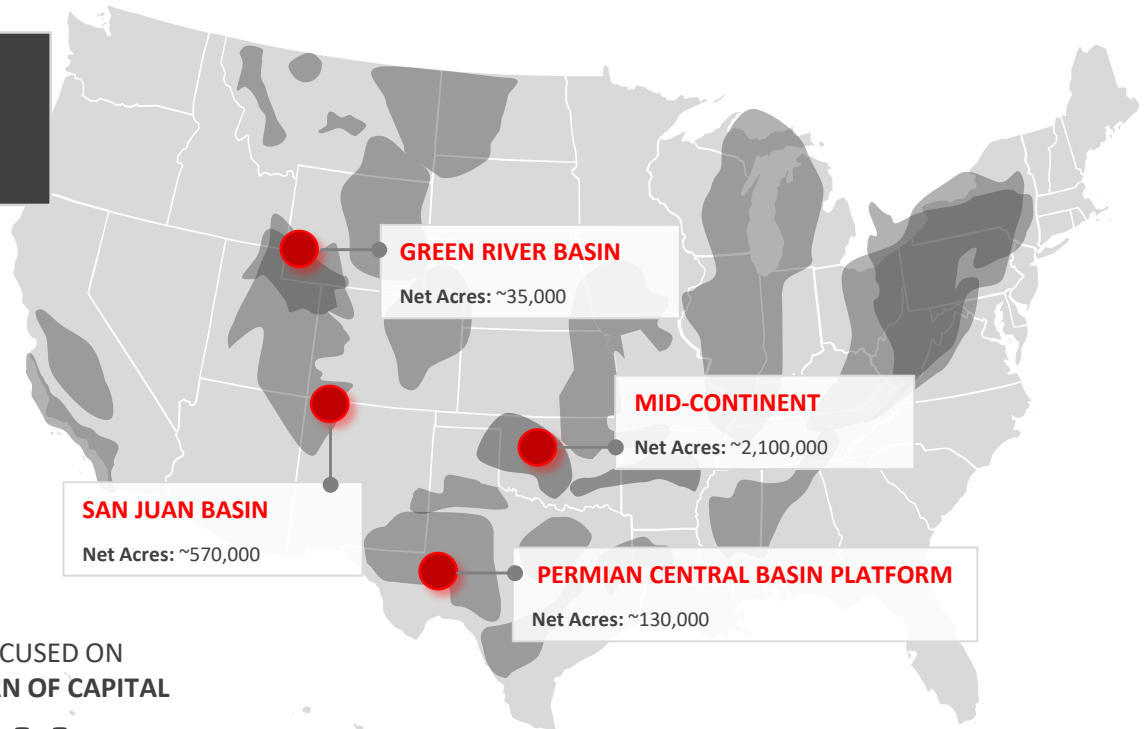 GREEN RIVER BASIN
Net Acres: ~35,000
MID-CONTINENT
Net Acres: ~2,100,000
SAN JUAN BASIN
Net Acres: ~570,000
PERMIAN CENTRAL BASIN PLATFORM
Net Acres: ~130,000
CUSED ON
N OF CAPITAL